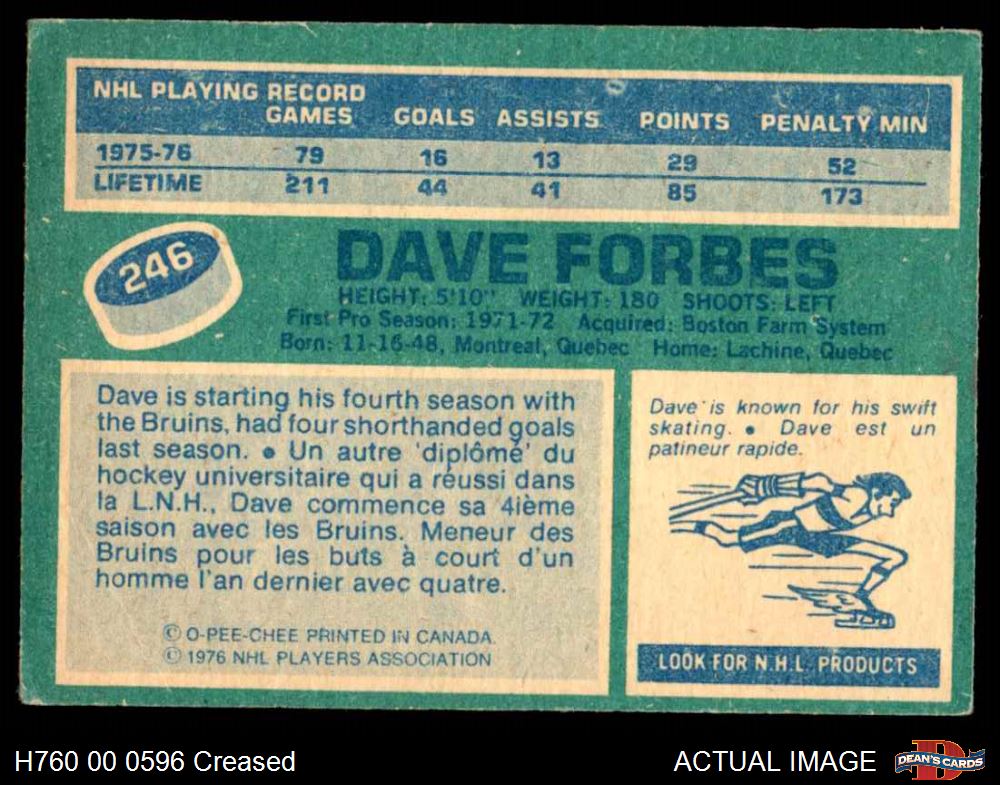 NHL PLAYING RECORD
GAMES GOALS ASSISTS POINTS PENALTY MIN
1975-76 79 16 13 29 52
LIFETIME 211 44 41 85 173
246
DAVE FORBES
HEIGHT: 5'10" WEIGHT: 180 SHOOTS: LEFT
First Pro Season: 1971-72 Acquired: Boston Farm System
Born: 11-16-48, Montreal, Quebec Home: Lachine, Quebec
Dave is starting his fourth season with
the Bruins, had four shorthanded goals
last season. ● Un autre 'diplômé' du
hockey universitaire qui a réussi dans
la L.N.H., Dave commence sa 4ième
saison avec les Bruins. Meneur des
Bruins pour les buts à court d'un
homme l'an dernier avec quatre.
© O-PEE-CHEE PRINTED IN CANADA.
© 1976 NHL PLAYERS ASSOCIATION
Dave is known for his swift
skating. ● Dave est un
patineur rapide.
LOOK FOR N.H.L. PRODUCTS
H760 00 0596 Creased
ACTUAL IMAGE
D
DEAN'S CARDS